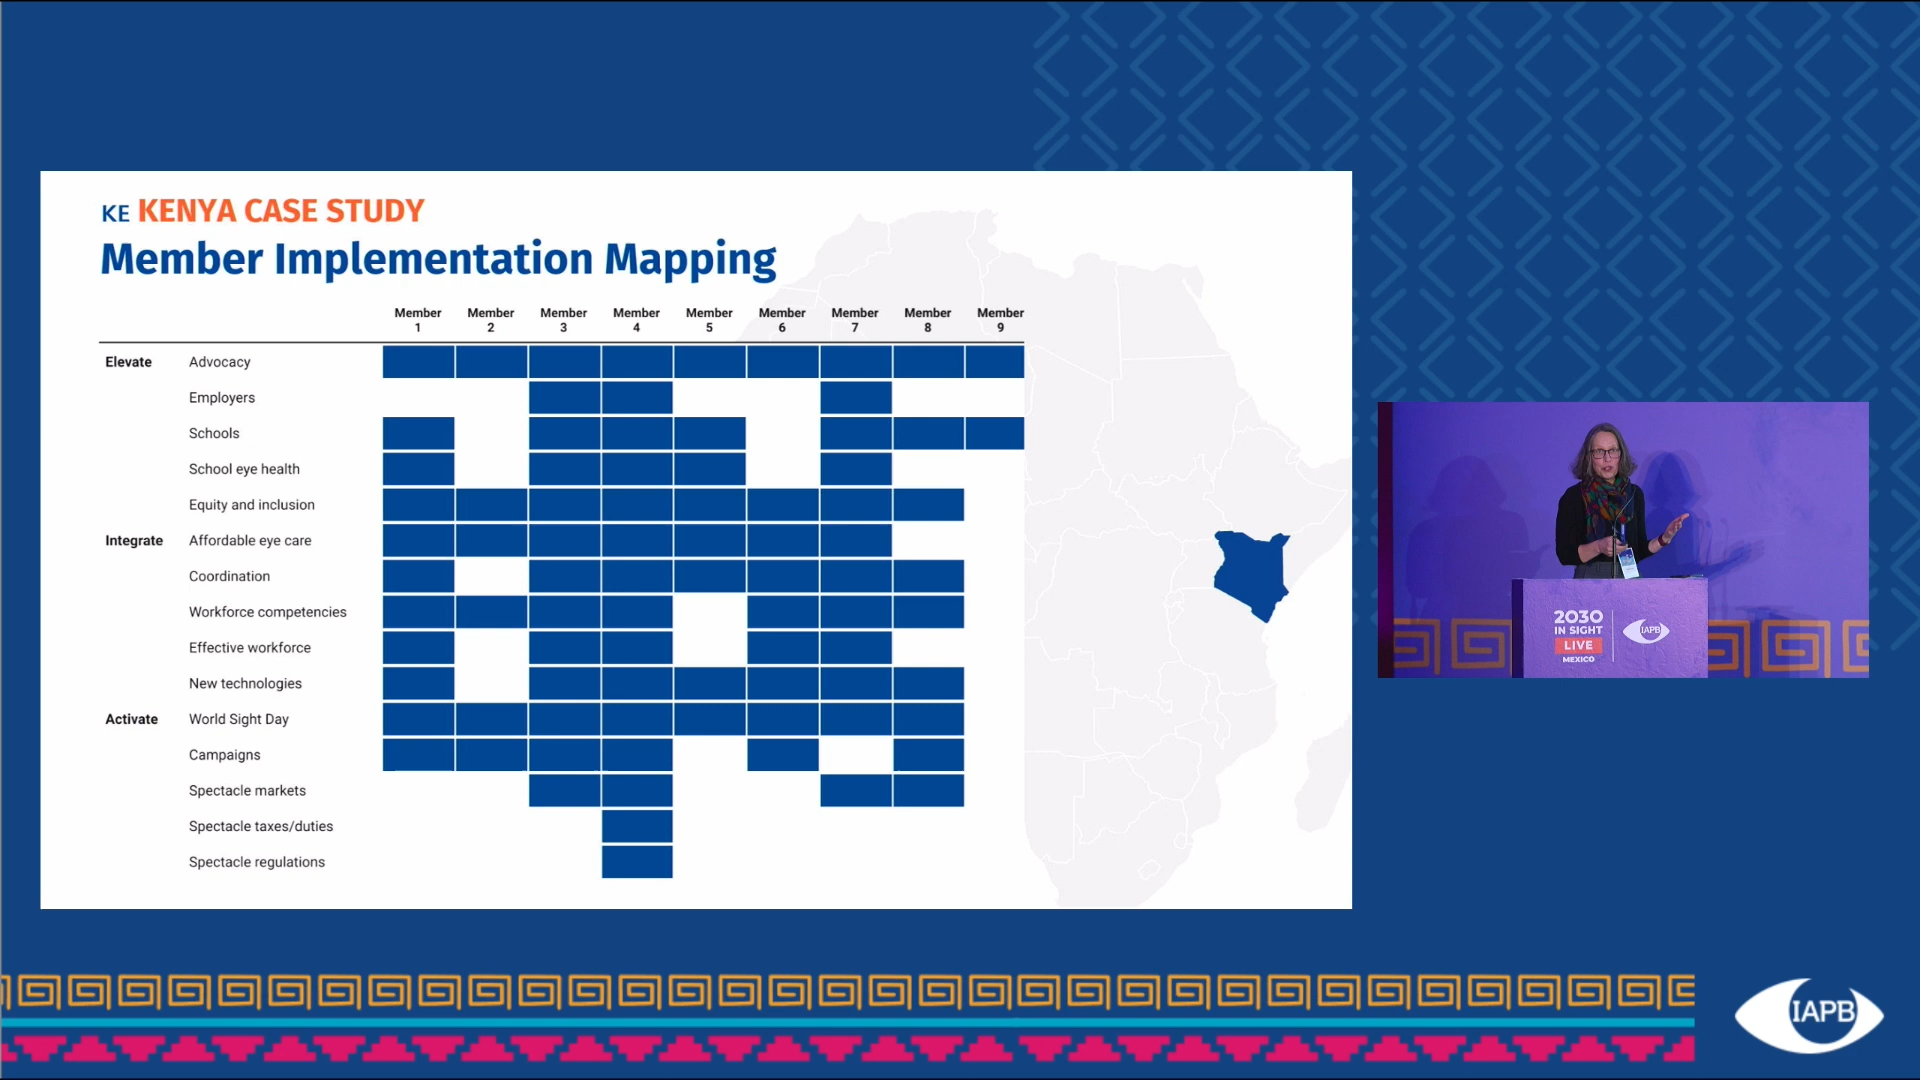 KE KENYA CASE STUDY
Member Implementation Mapping
Member 1 Member 2 Member 3 Member 4 Member 5 Member 6 Member 7 Member 8 Member 9
Elevate Advocacy
Employers
Schools
School eye health
Equity and inclusion
Integrate Affordable eye care
Coordination
Workforce competencies
Effective workforce
New technologies
Activate World Sight Day
Campaigns
Spectacle markets
Spectacle taxes/duties
Spectacle regulations
2030
IN SIGHT
LIVE
MEXICO
IAPB
IAPB